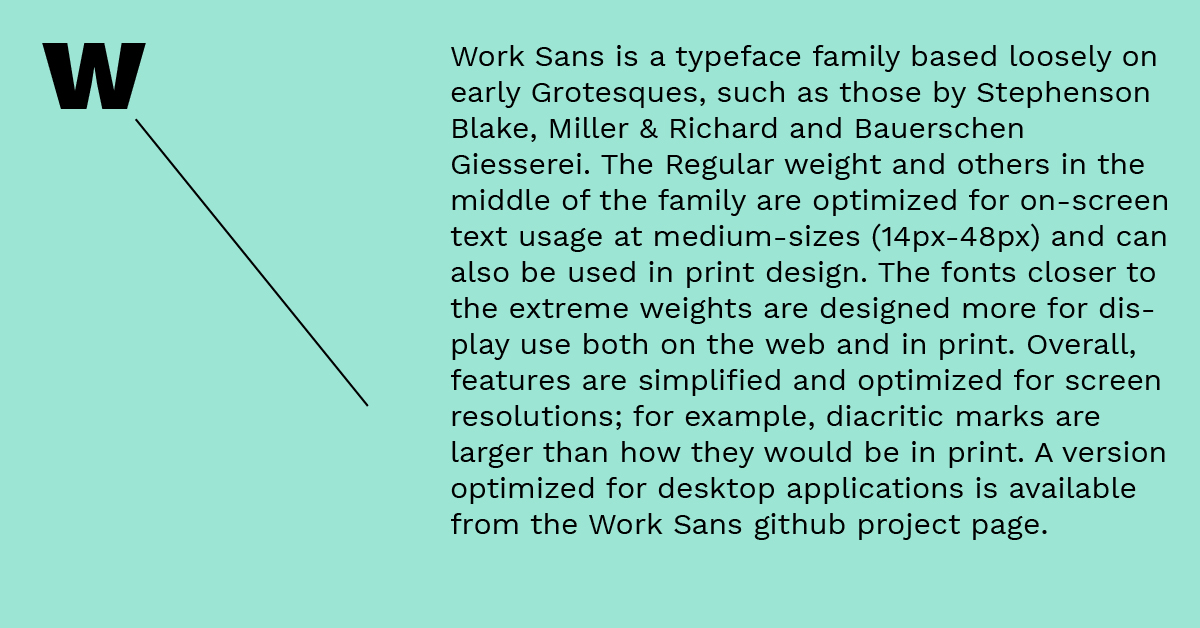 W
Work Sans is a typeface family based loosely on
early Grotesques, such as those by Stephenson
Blake, Miller & Richard and Bauerschen
Giesserei. The Regular weight and others in the
middle of the family are optimized for on-screen
text usage at medium-sizes (14px-48px) and can
also be used in print design. The fonts closer to
the extreme weights are designed more for dis-
play use both on the web and in print. Overall,
features are simplified and optimized for screen
resolutions; for example, diacritic marks are
larger than how they would be in print. A version
optimized for desktop applications is available
from the Work Sans github project page.